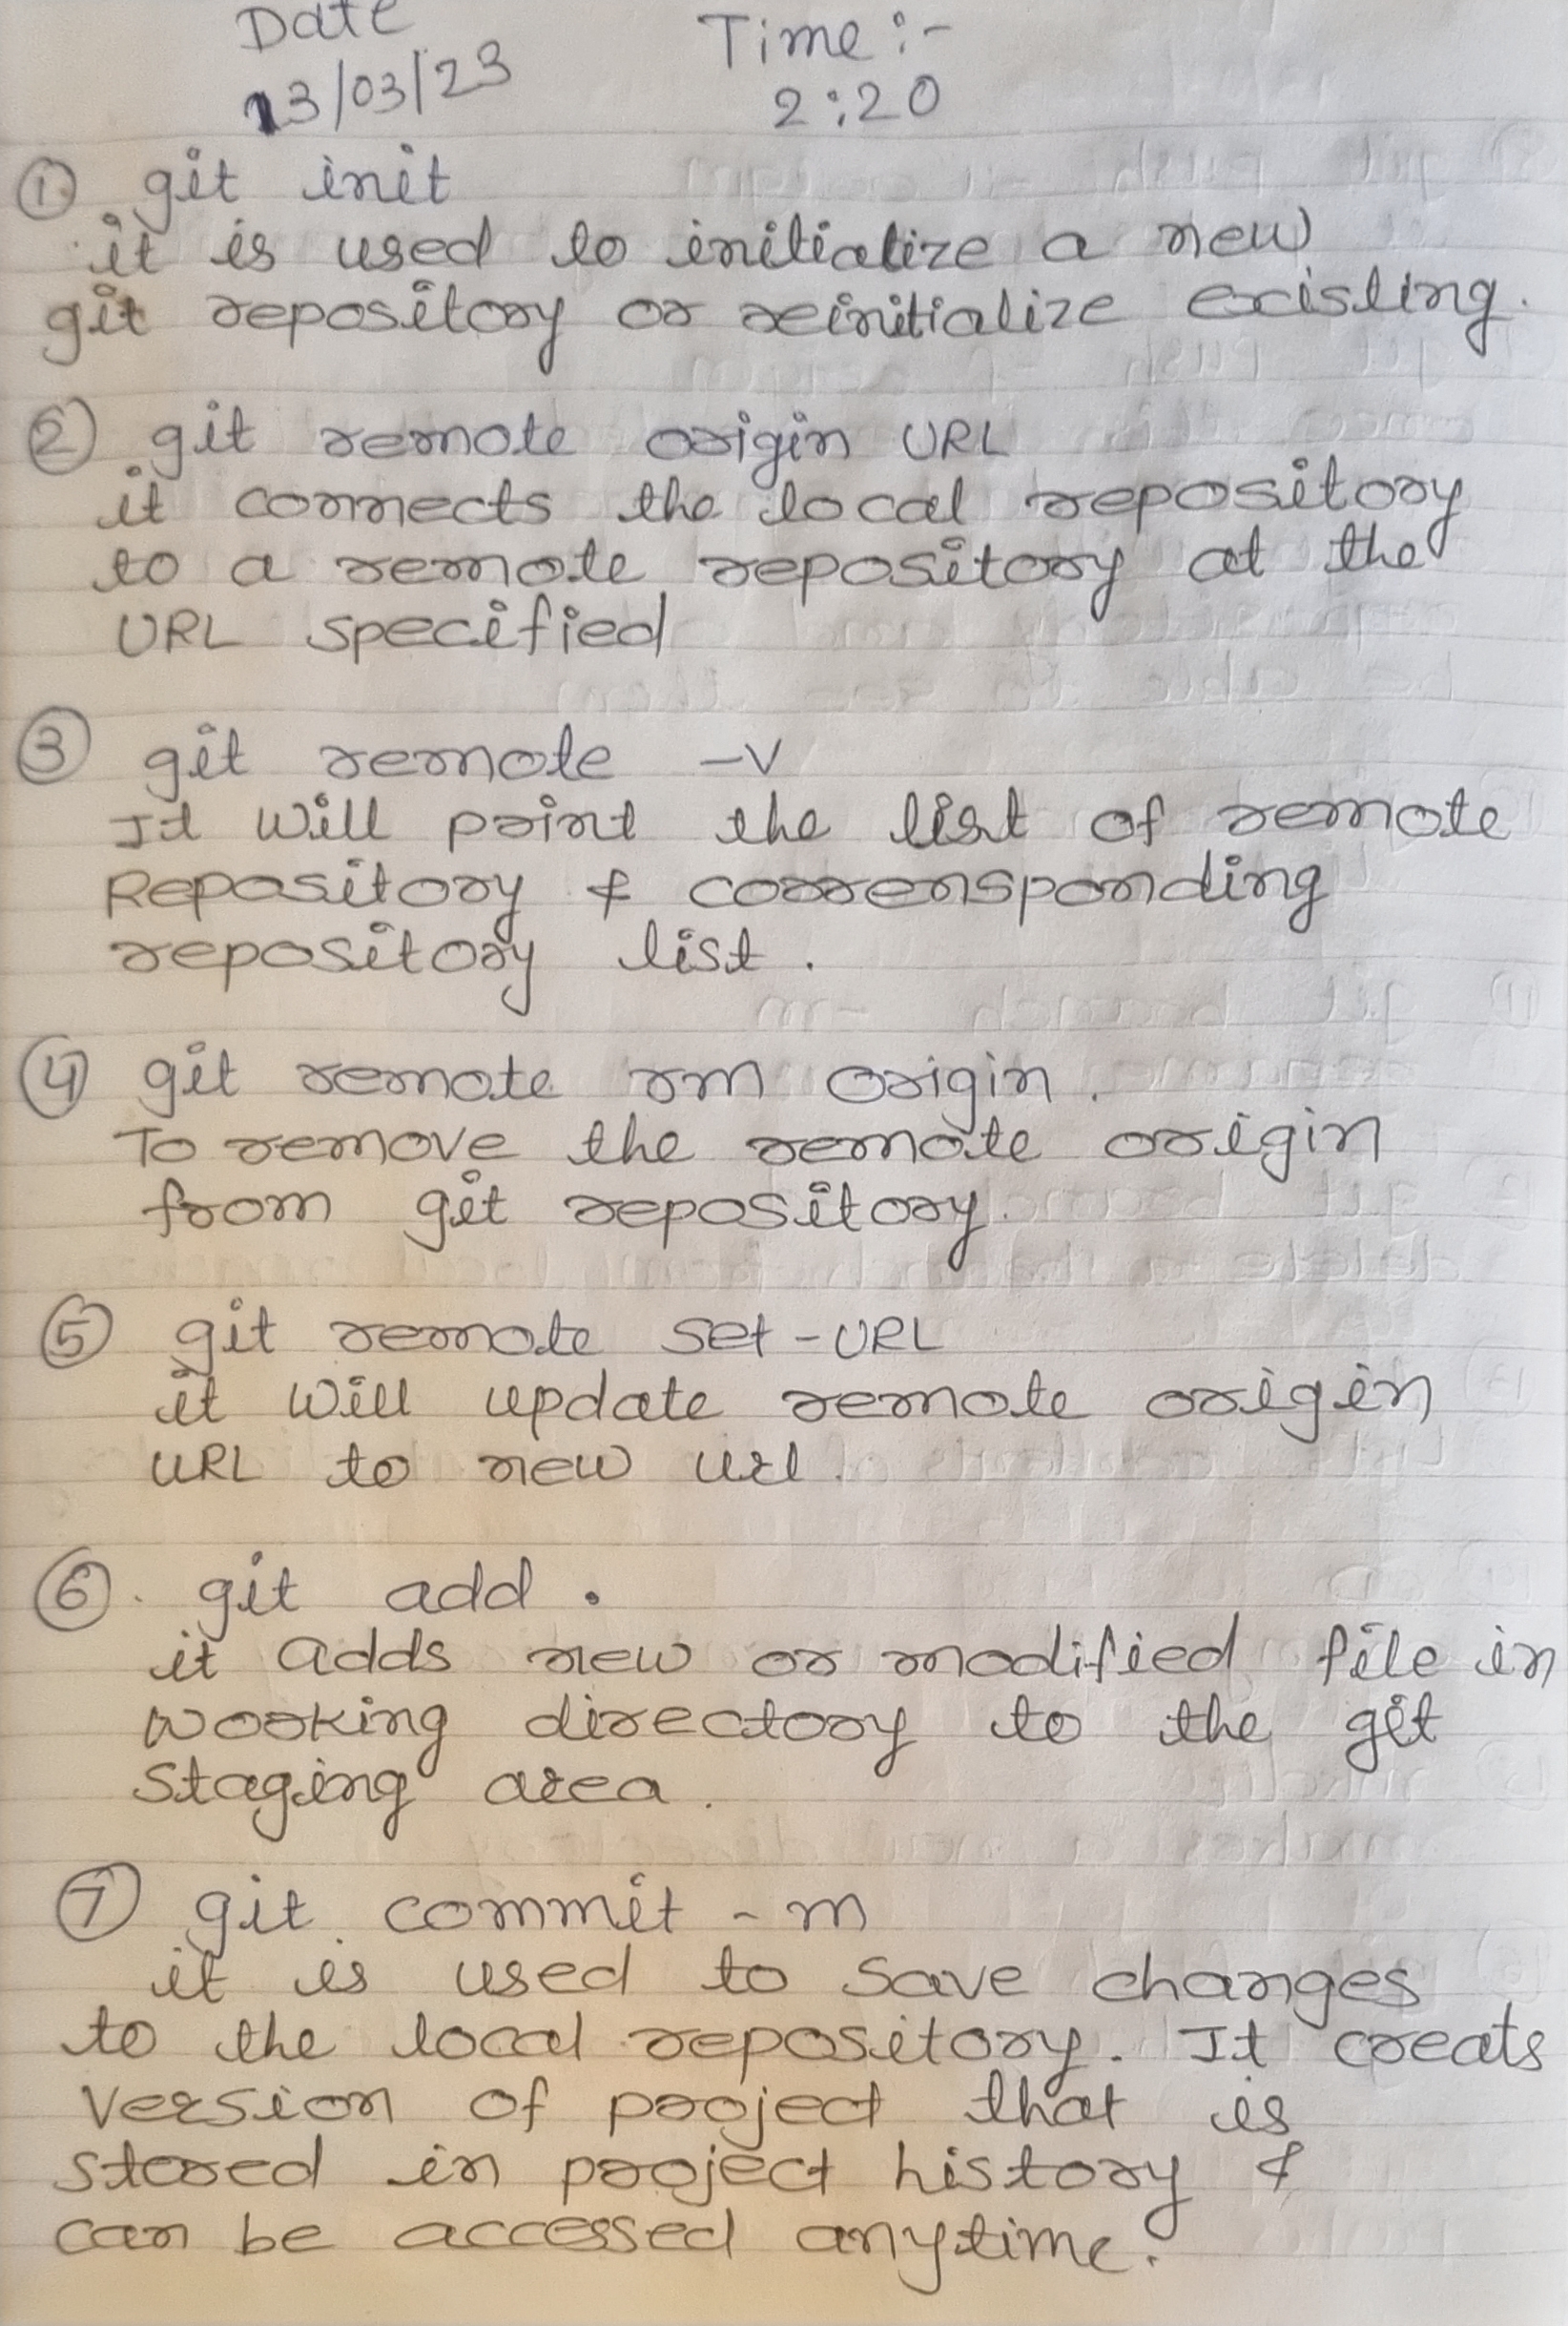 Date Time :-
13/03/23 2:20
① git init
it is used to initialize a new
git repository or reinitialize existing.
② git remote origin URL
it connects the local repository
to a remote repository at the
URL specified
③ git remote -v
It will print the list of remote
Repository & corrensponding
repository list.
④ git remote rm origin.
To remove the remote origin
from git repository.
⑤ git remote set-URL
it will update remote origin
URL to new url.
⑥. git add .
it adds new or modified file in
working directory to the git
staging area.
⑦ git commit -m
it is used to save changes
to the local repository. It creats
version of project that is
stored in project history &
can be accessed anytime.